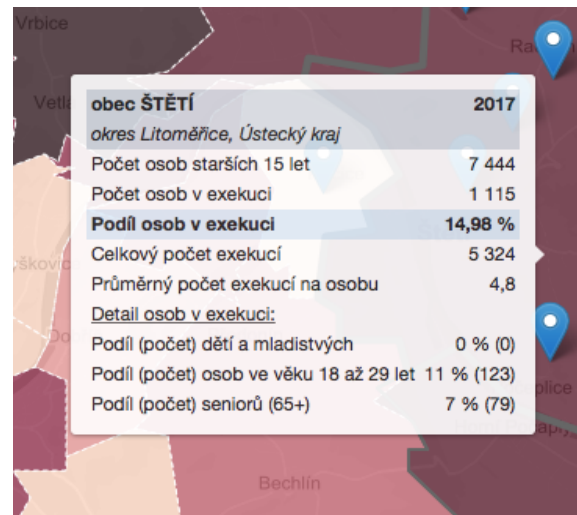 Vrbice
obec ŠTĚTÍ 2017
okres Litoměřice, Ústecký kraj
Počet osob starších 15 let 7 444
Počet osob v exekuci 1 115
Podíl osob v exekuci 14,98 %
Celkový počet exekucí 5 324
Průměrný počet exekucí na osobu 4,8
Detail osob v exekuci:
Podíl (počet) dětí a mladistvých 0 % (0)
Podíl (počet) osob ve věku 18 až 29 let 11 % (123)
Podíl (počet) seniorů (65+) 7 % (79)
Bechlín